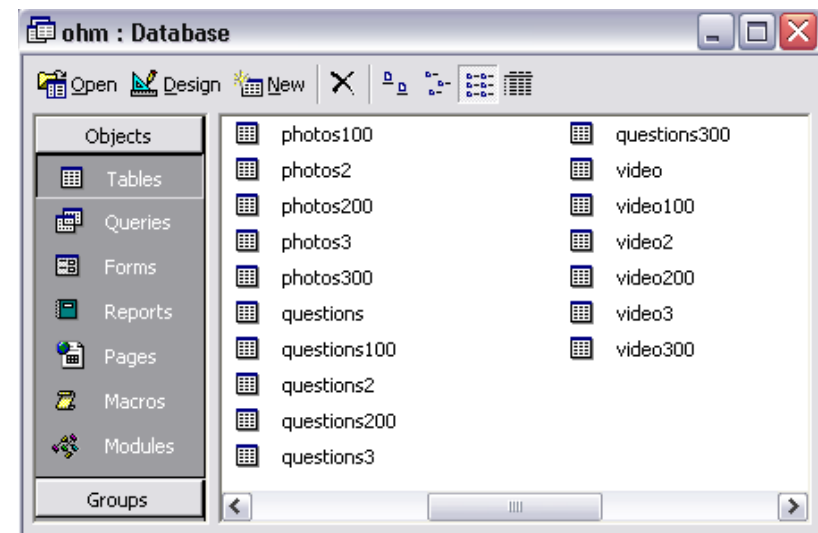 ohm : Database
Open Design New
Objects
Tables
Queries
Forms
Reports
Pages
Macros
Modules
Groups
photos100
photos2
photos200
photos3
photos300
questions
questions100
questions2
questions200
questions3
questions300
video
video100
video2
video200
video3
video300